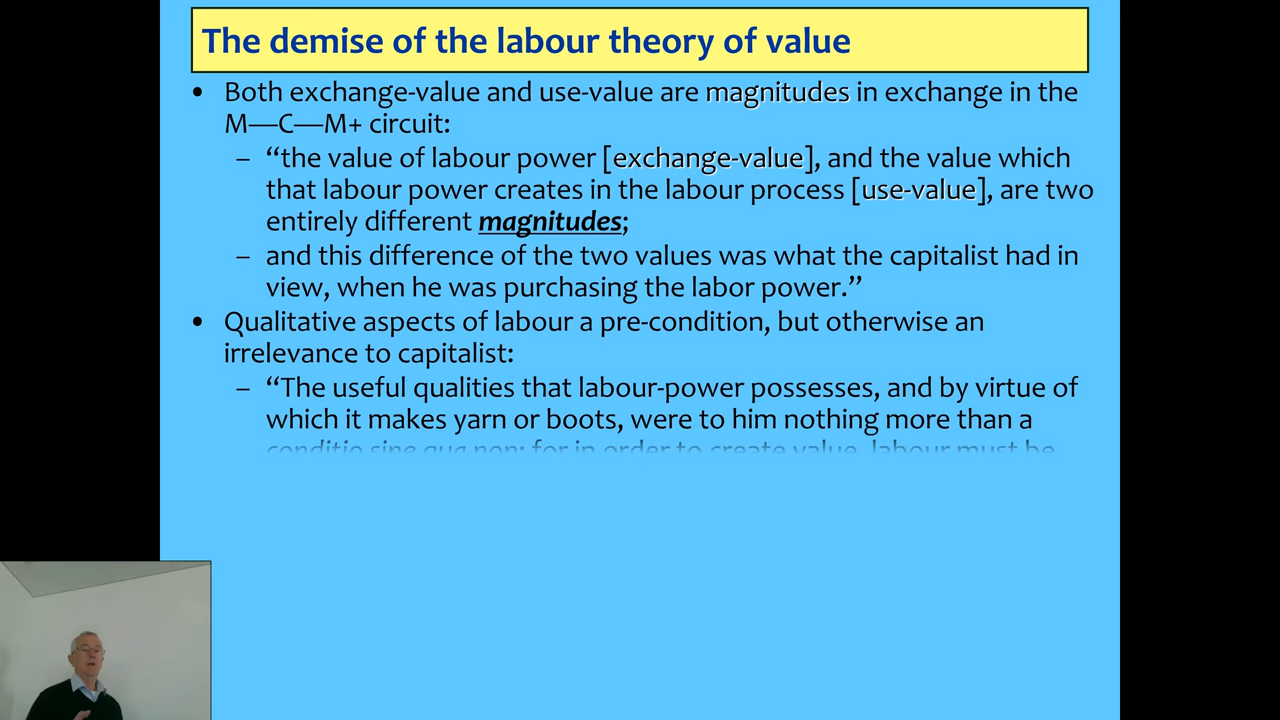 The demise of the labour theory of value
• Both exchange-value and use-value are magnitudes in exchange in the
M—C—M+ circuit:
– “the value of labour power [exchange-value], and the value which
that labour power creates in the labour process [use-value], are two
entirely different magnitudes;
– and this difference of the two values was what the capitalist had in
view, when he was purchasing the labor power.”
• Qualitative aspects of labour a pre-condition, but otherwise an
irrelevance to capitalist:
– “The useful qualities that labour-power possesses, and by virtue of
which it makes yarn or boots, were to him nothing more than a
conditio sine qua non; for in order to create value, labour must be